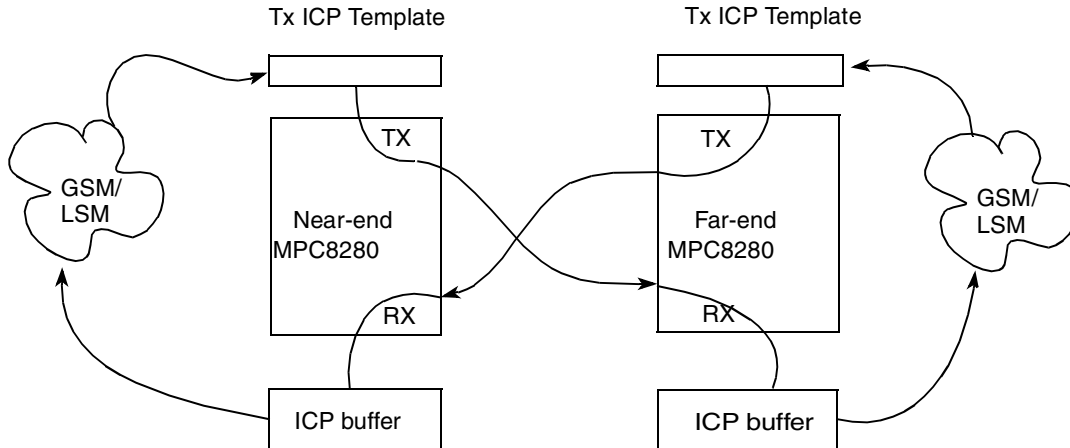 Tx ICP Template
Tx ICP Template
TX
TX
GSM/
LSM
Near-end
MPC8280
Far-end
MPC8280
GSM/
LSM
RX
RX
ICP buffer
ICP buffer